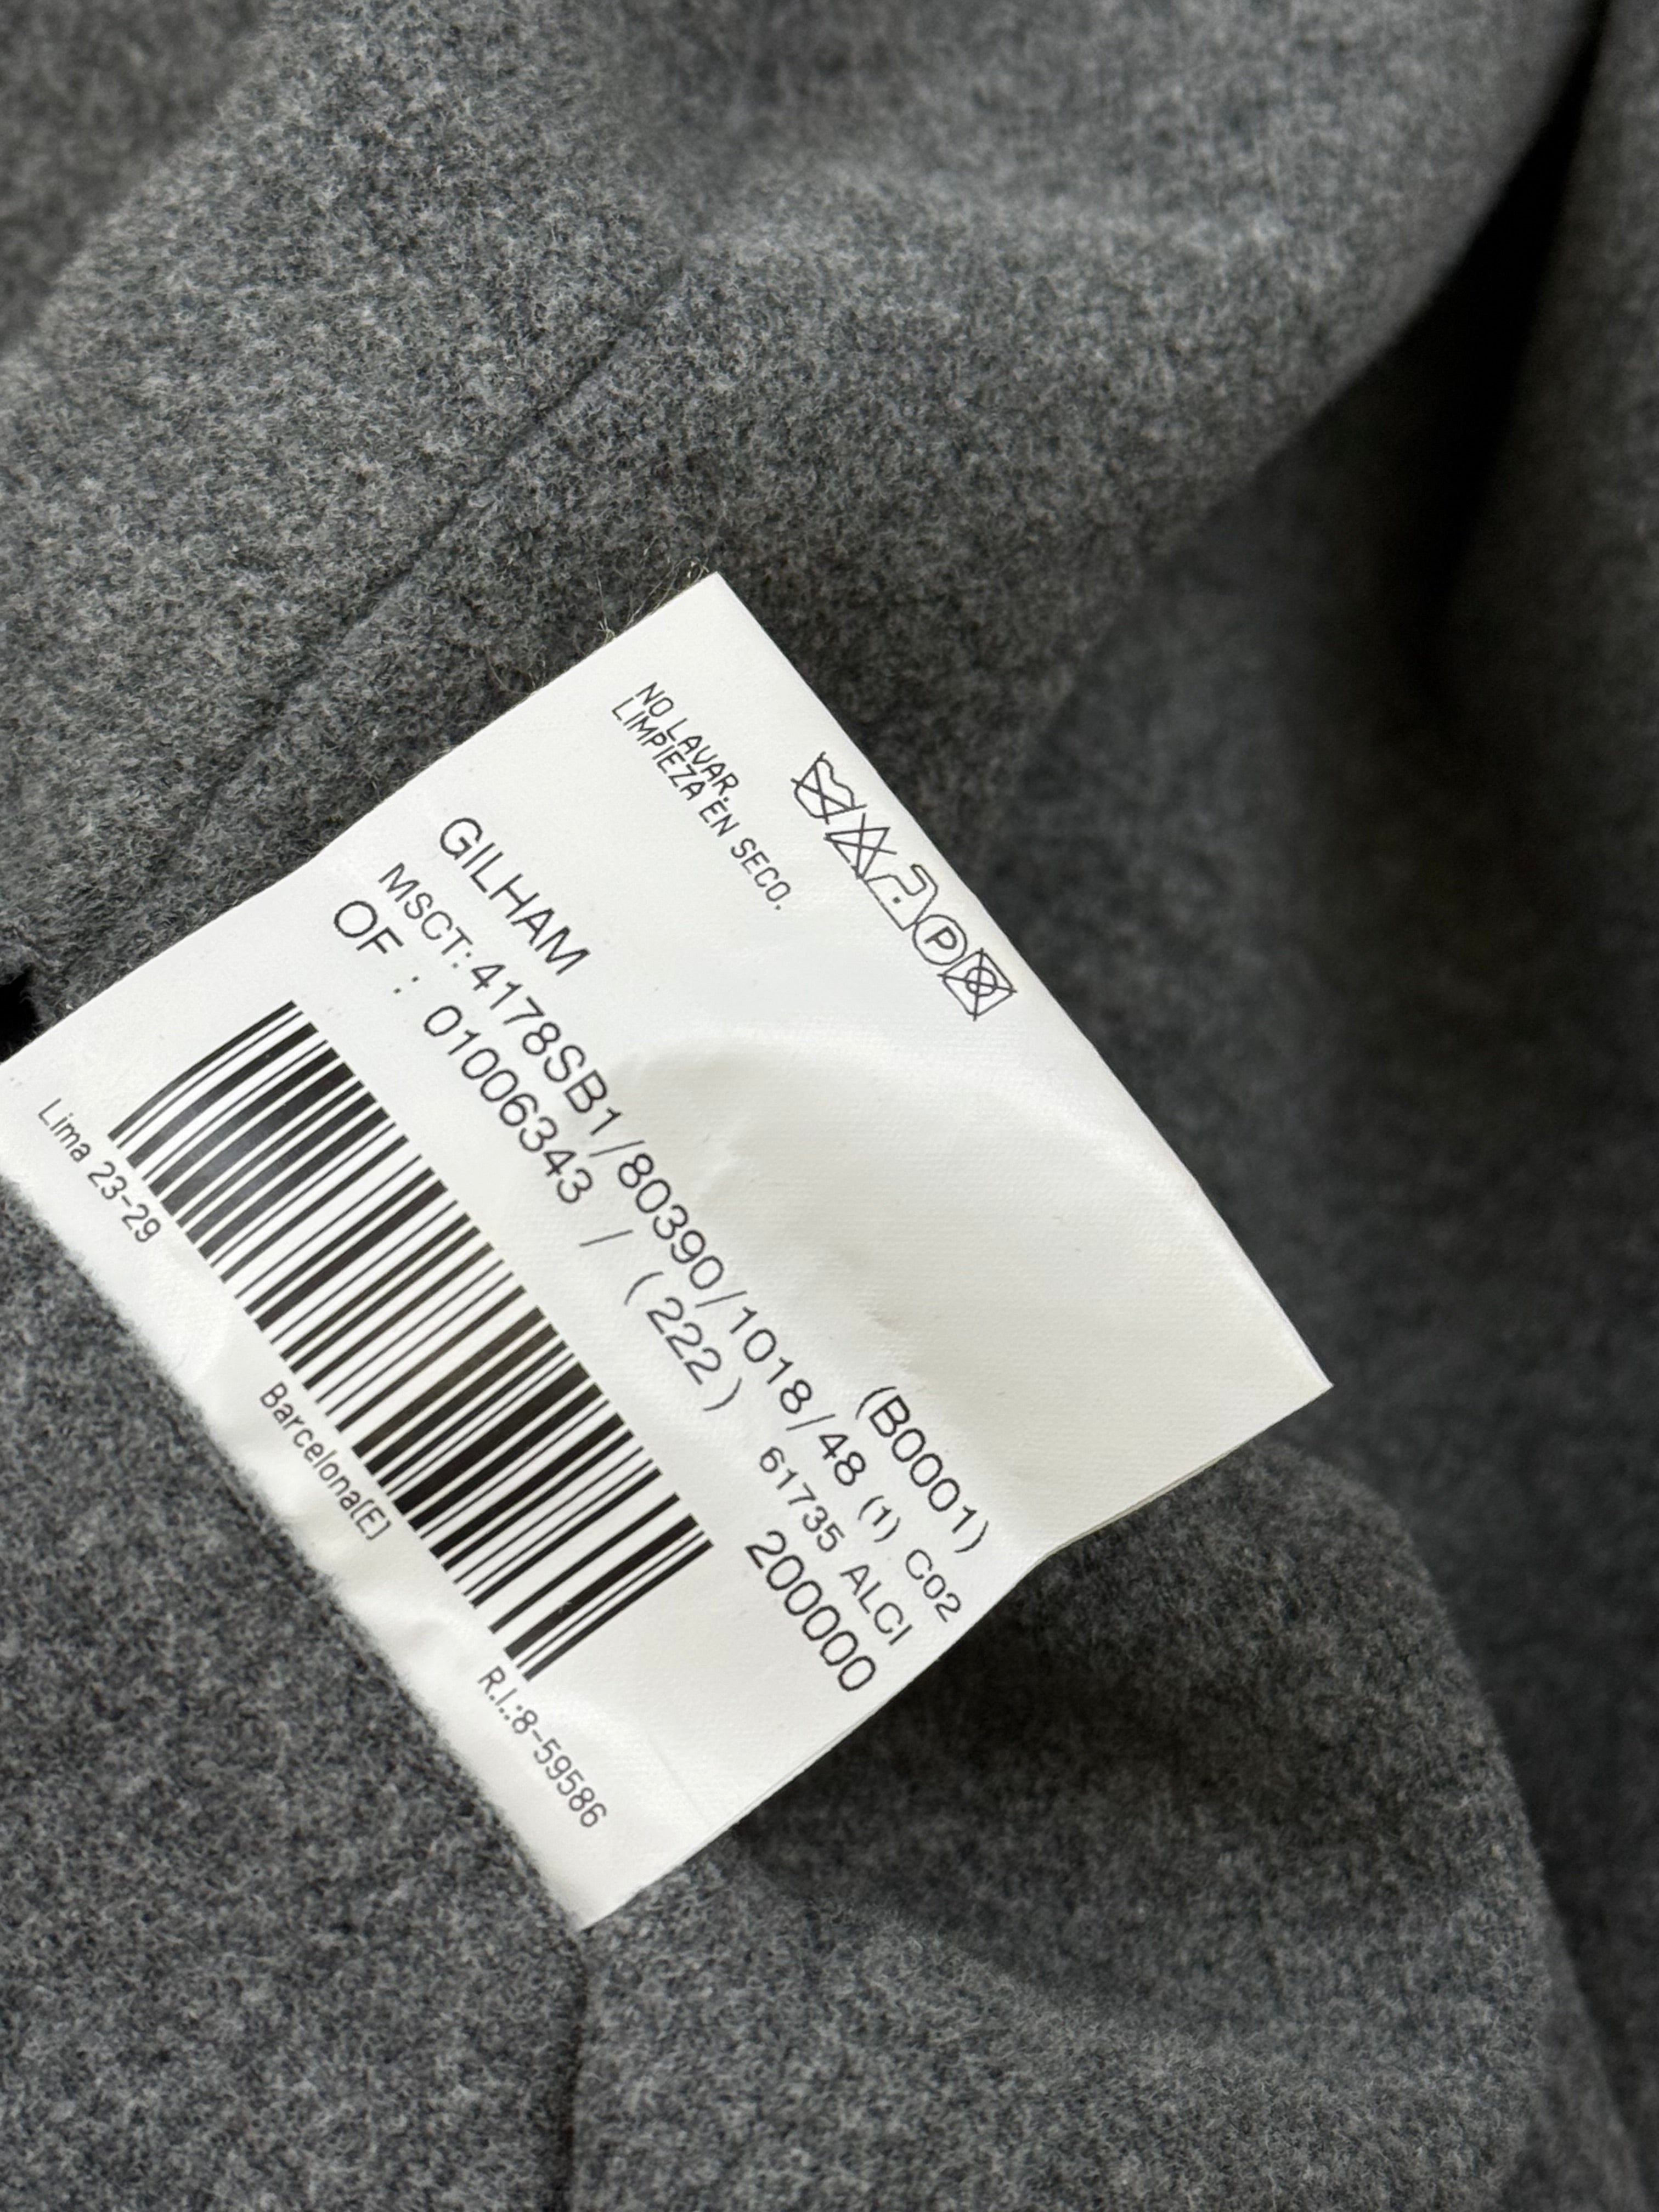 NO LAVAR.
LIMPIEZA EN SECO.
P
GILHAM
(B0001)
MSCT:4178SB1/80390/1018/48 (1) C02
OF : 01006343 / (222) 61735 ALCI
200000
Lima 23-29 Barcelona(E) R.I.:8-59586